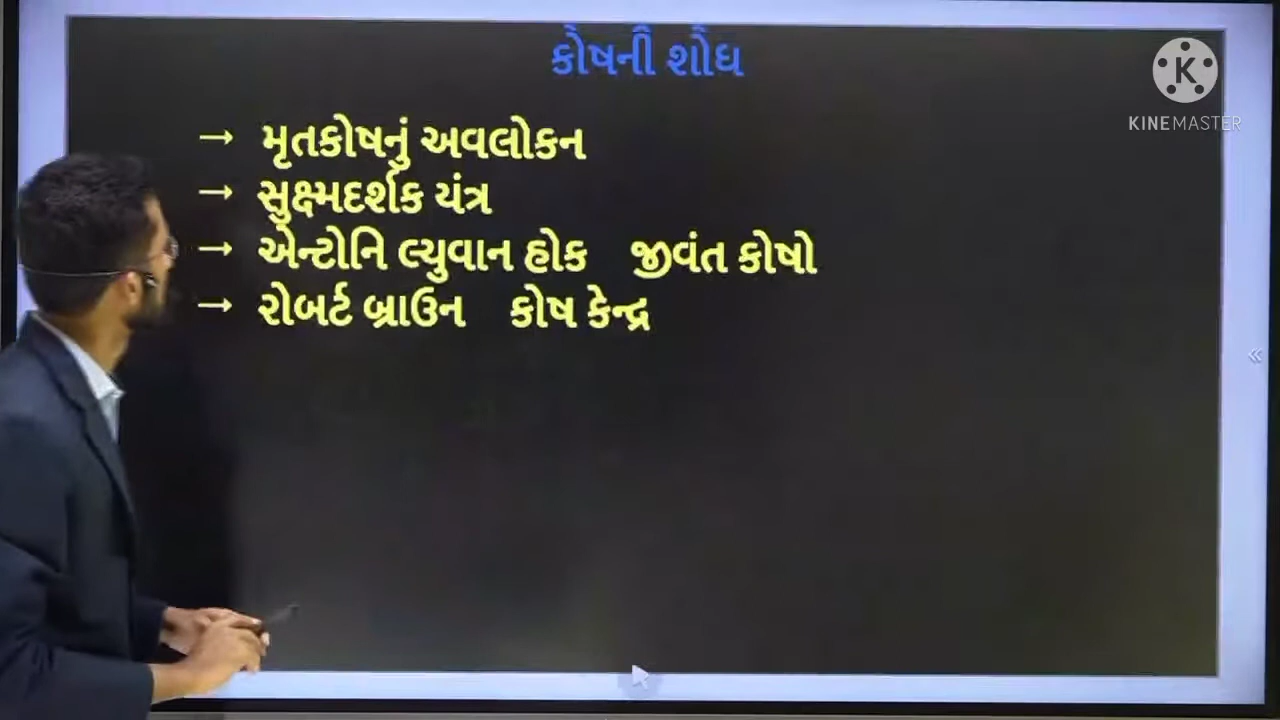 કોષની શોધ
KINEMASTER
→ મૃતકોષનું અવલોકન
→ સુક્ષ્મદર્શક યંત્ર
→ એન્ટોનિ લ્યુવાન હોક જીવંત કોષો
→ રોબર્ટ બ્રાઉન કોષ કેન્દ્ર